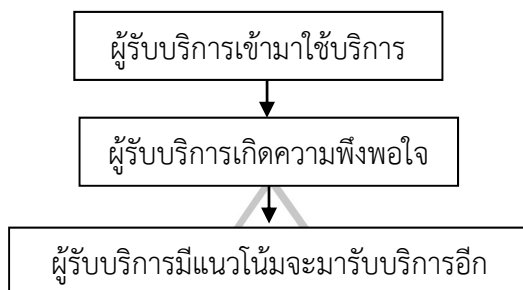 ผู้รับบริการเข้ามาใช้บริการ
ผู้รับบริการเกิดความพึงพอใจ
ผู้รับบริการมีแนวโน้มจะมารับบริการอีก